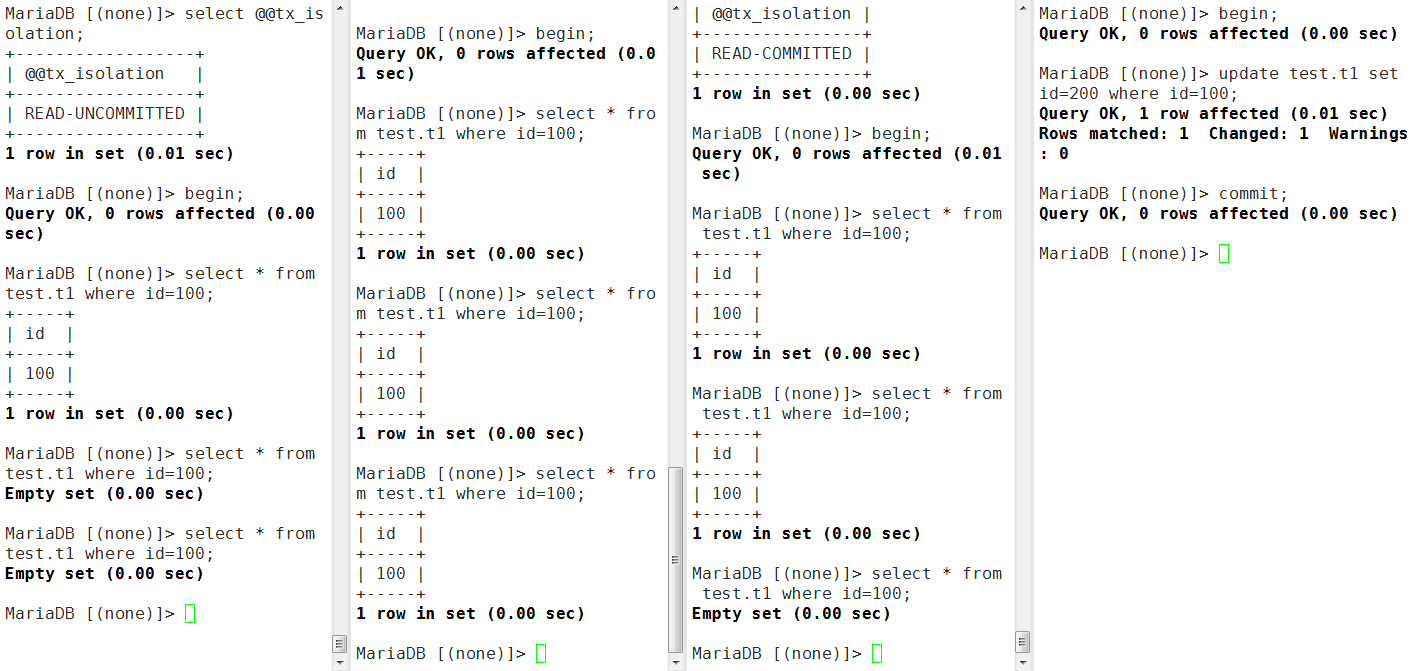 MariaDB [(none)]> select @@tx_is
olation;
+------------------+
| @@tx_isolation   |
+------------------+
| READ-UNCOMMITTED |
+------------------+
1 row in set (0.01 sec)

MariaDB [(none)]> begin;
Query OK, 0 rows affected (0.00
sec)

MariaDB [(none)]> select * from
test.t1 where id=100;
+-----+
| id  |
+-----+
| 100 |
+-----+
1 row in set (0.00 sec)

MariaDB [(none)]> select * from
test.t1 where id=100;
Empty set (0.00 sec)

MariaDB [(none)]> select * from
test.t1 where id=100;
Empty set (0.00 sec)

MariaDB [(none)]>

MariaDB [(none)]> begin;
Query OK, 0 rows affected (0.0
1 sec)

MariaDB [(none)]> select * fro
m test.t1 where id=100;
+-----+
| id  |
+-----+
| 100 |
+-----+
1 row in set (0.00 sec)

MariaDB [(none)]> select * fro
m test.t1 where id=100;
+-----+
| id  |
+-----+
| 100 |
+-----+
1 row in set (0.00 sec)

MariaDB [(none)]> select * fro
m test.t1 where id=100;
+-----+
| id  |
+-----+
| 100 |
+-----+
1 row in set (0.00 sec)

MariaDB [(none)]>

| @@tx_isolation |
+----------------+
| READ-COMMITTED |
+----------------+
1 row in set (0.00 sec)

MariaDB [(none)]> begin;
Query OK, 0 rows affected (0.01
 sec)

MariaDB [(none)]> select * from
 test.t1 where id=100;
+-----+
| id  |
+-----+
| 100 |
+-----+
1 row in set (0.00 sec)

MariaDB [(none)]> select * from
 test.t1 where id=100;
+-----+
| id  |
+-----+
| 100 |
+-----+
1 row in set (0.00 sec)

MariaDB [(none)]> select * from
 test.t1 where id=100;
Empty set (0.00 sec)

MariaDB [(none)]>

MariaDB [(none)]> begin;
Query OK, 0 rows affected (0.00 sec)

MariaDB [(none)]> update test.t1 set
id=200 where id=100;
Query OK, 1 row affected (0.01 sec)
Rows matched: 1  Changed: 1  Warnings
: 0

MariaDB [(none)]> commit;
Query OK, 0 rows affected (0.00 sec)

MariaDB [(none)]>